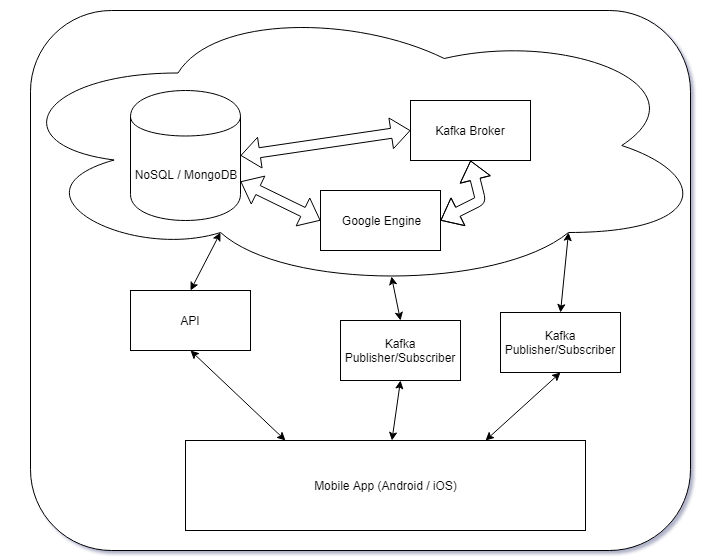 Kafka Broker
NoSQL / MongoDB
Google Engine
API
Kafka
Publisher/Subscriber
Kafka
Publisher/Subscriber
Mobile App (Android / iOS)